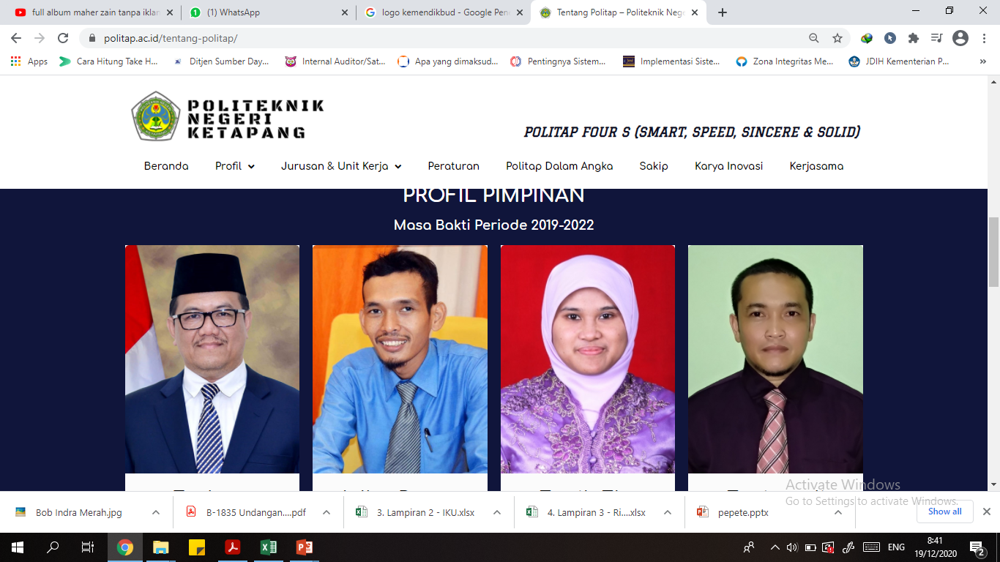 full album maher zain tanpa iklan
(1) WhatsApp
logo kemendikbud - Google Pene
Tentang Politap – Politeknik Nege
politap.ac.id/tentang-politap/
Apps
Cara Hitung Take H...
Ditjen Sumber Day...
Internal Auditor/Sat...
Apa yang dimaksud...
Pentingnya Sistem...
Implementasi Siste...
Zona Integritas Me...
JDIH Kementerian P...
POLITEKNIK
NEGERI
KETAPANG
POLITAP FOUR S (SMART, SPEED, SINCERE & SOLID)
Beranda
Profil
Jurusan & Unit Kerja
Peraturan
Politap Dalam Angka
Sakip
Karya Inovasi
Kerjasama
PROFIL PIMPINAN
Masa Bakti Periode 2019-2022
Activate Windows
Go to Settings to activate Windows.
Bob Indra Merah.jpg
B-1835 Undangan....pdf
3. Lampiran 2 - IKU.xlsx
4. Lampiran 3 - Ri....xlsx
pepete.pptx
Show all
ENG
8:41
19/12/2020
2